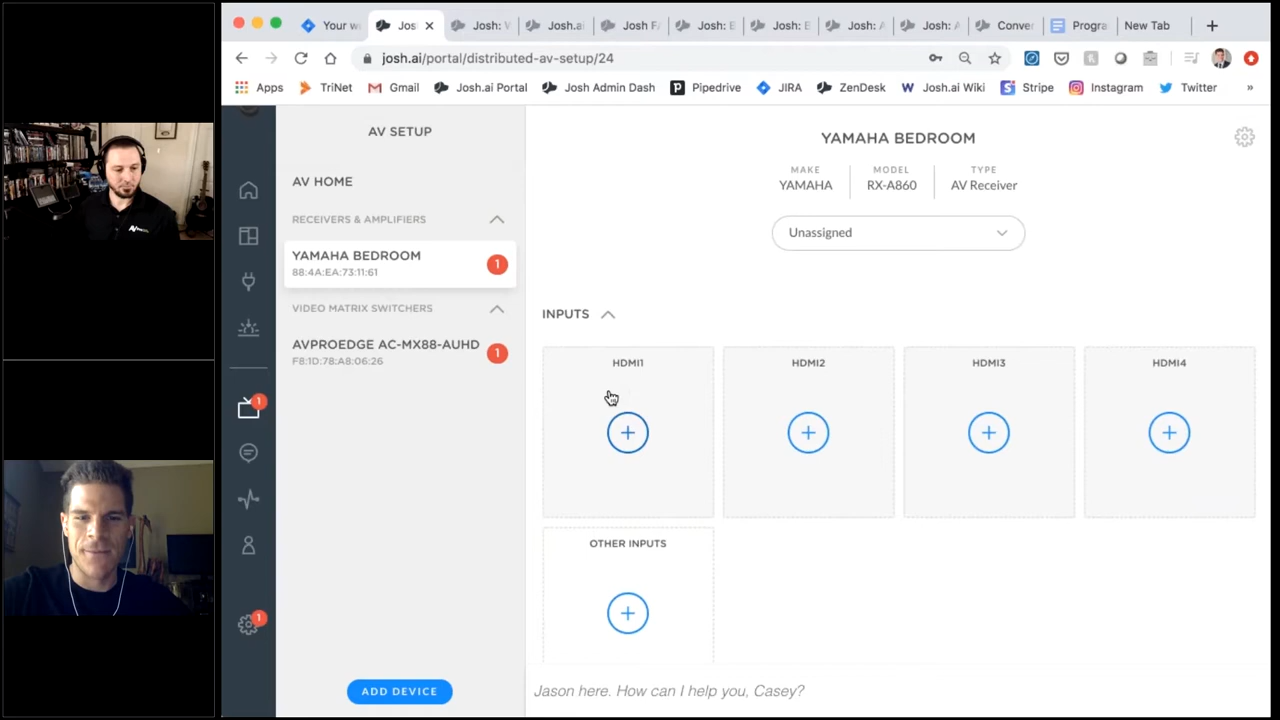 Your w
Josl
Josh: V
Josh.ai
Josh F
Josh: E
Josh: E
Josh: A
Josh: A
Conver
Progra
New Tab
josh.ai/portal/distributed-av-setup/24
Apps
TriNet
Gmail
Josh.ai Portal
Josh Admin Dash
Pipedrive
JIRA
ZenDesk
Josh.ai Wiki
Stripe
Instagram
Twitter
»
AV SETUP
AV HOME
RECEIVERS & AMPLIFIERS
YAMAHA BEDROOM
88:4A:EA:73:11:61
1
VIDEO MATRIX SWITCHERS
AVPROEDGE AC-MX88-AUHD
F8:1D:78:A8:06:26
1
1
1
ADD DEVICE
YAMAHA BEDROOM
MAKE
YAMAHA
MODEL
RX-A860
TYPE
AV Receiver
Unassigned
INPUTS
HDMI1
HDMI2
HDMI3
HDMI4
OTHER INPUTS
Jason here. How can I help you, Casey?